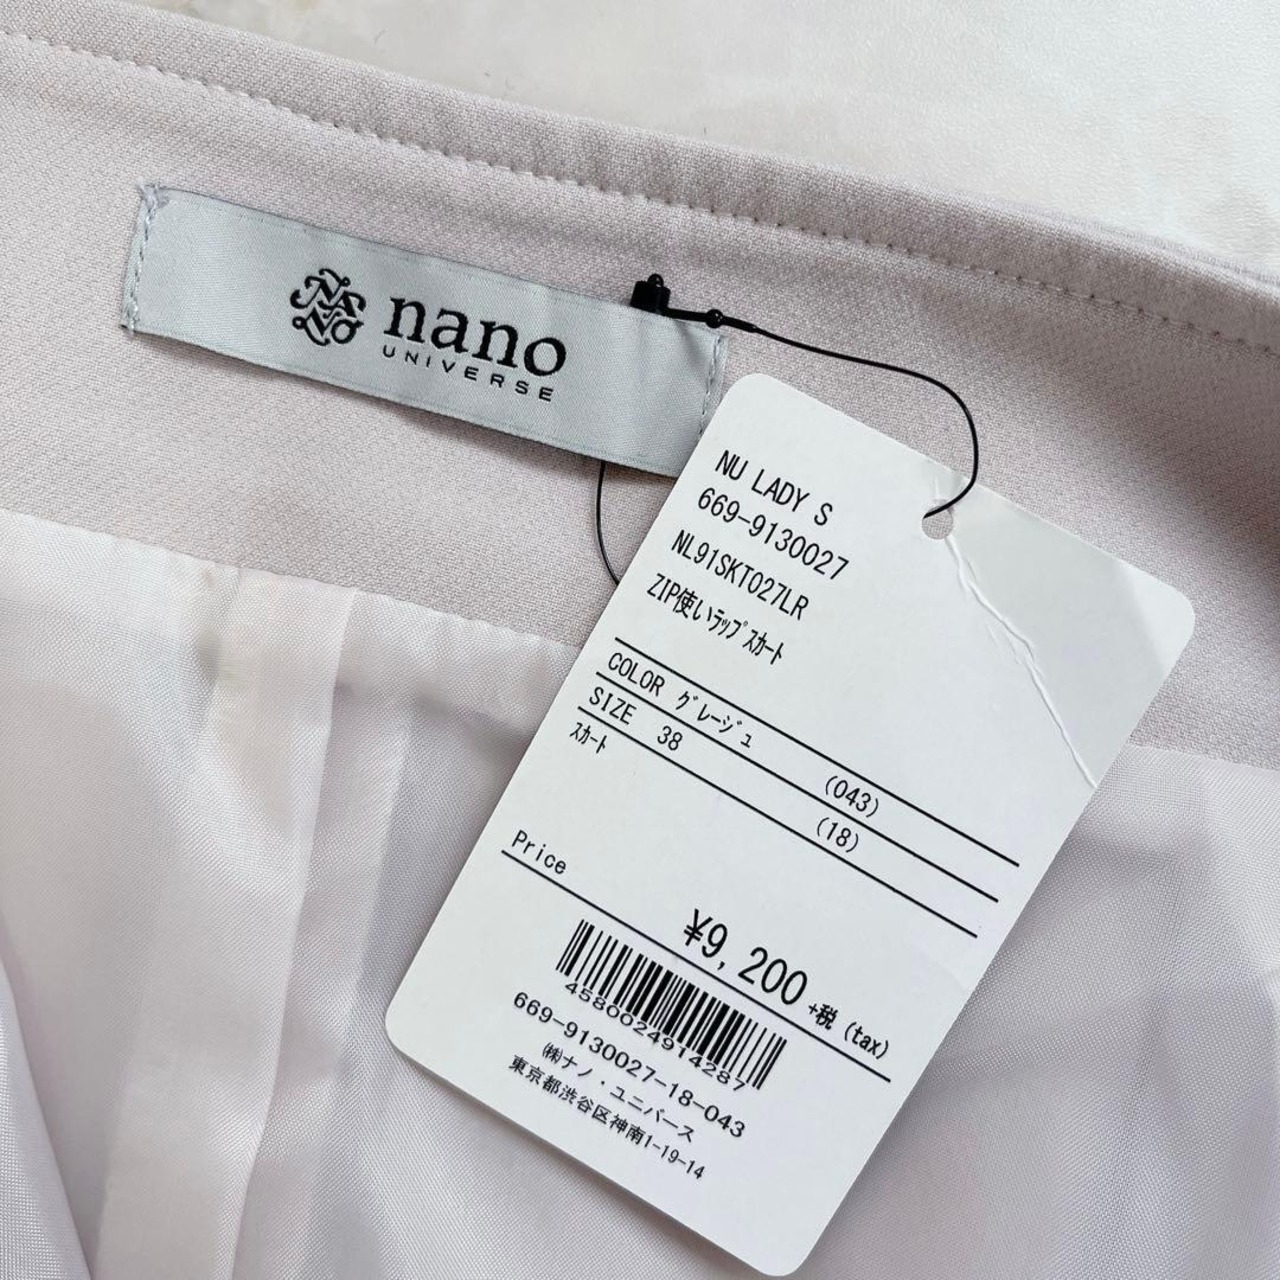 nano
UNIVERSE
NU LADY S
669-9130027
NL91SKT027LR
ZIP使いﾗｯﾌﾟｽｶｰﾄ
COLOR ｸﾞﾚｰｼﾞｭ (043)
SIZE 38 (18)
ｽｶｰﾄ
Price
¥9,200 +税 (tax)
4580024914287
669-9130027-18-043
㈱ナノ・ユニバース
東京都渋谷区神南1-19-14